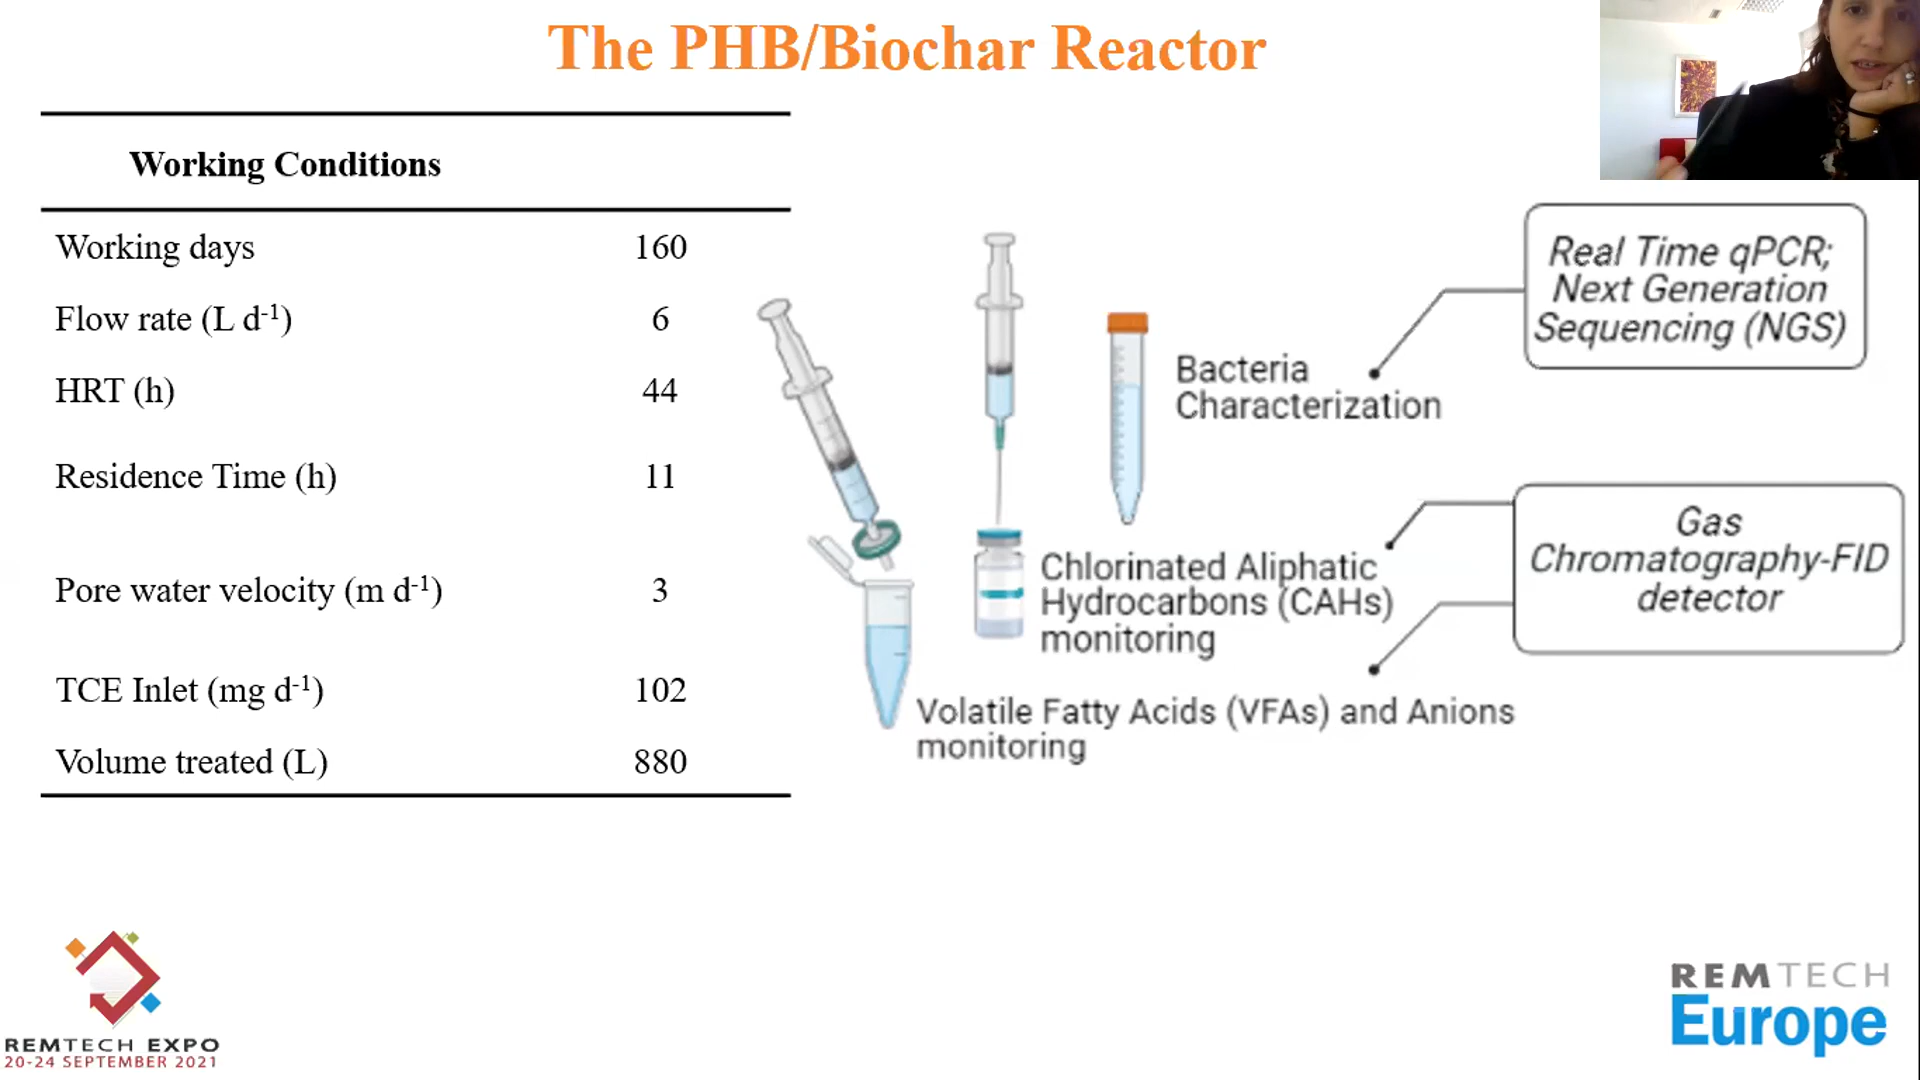 The PHB/Biochar Reactor
Working Conditions
Working days 160
Flow rate (L d⁻¹) 6
HRT (h) 44
Residence Time (h) 11
Pore water velocity (m d⁻¹) 3
TCE Inlet (mg d⁻¹) 102
Volume treated (L) 880
Real Time qPCR;
Next Generation
Sequencing (NGS)
Bacteria
Characterization
Gas
Chromatography-FID
detector
Chlorinated Aliphatic
Hydrocarbons (CAHs)
monitoring
Volatile Fatty Acids (VFAs) and Anions
monitoring
REMTECH EXPO
20-24 SEPTEMBER 2021
REMTECH
Europe